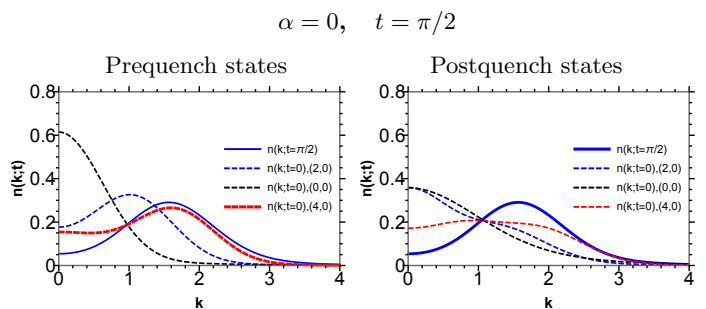 α = 0, t = π/2
Prequench states
Postquench states
0.8
0.6
0.4
0.2
0
n(k;t)
n(k;t=π/2)
n(k;t=0),(2,0)
n(k;t=0),(0,0)
n(k;t=0),(4,0)
0 1 2 3 4
k
0.8
0.6
0.4
0.2
0
n(k;t)
n(k;t=π/2)
n(k;t=0),(2,0)
n(k;t=0),(0,0)
n(k;t=0),(4,0)
0 1 2 3 4
k